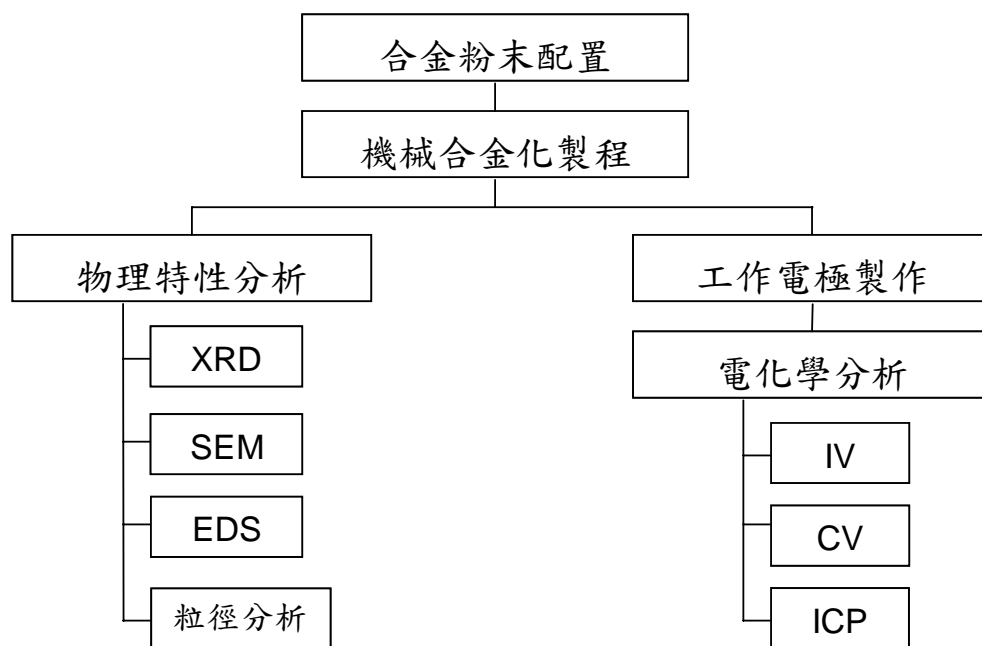 合金粉末配置
機械合金化製程
物理特性分析
XRD
SEM
EDS
粒徑分析
工作電極製作
電化學分析
IV
CV
ICP